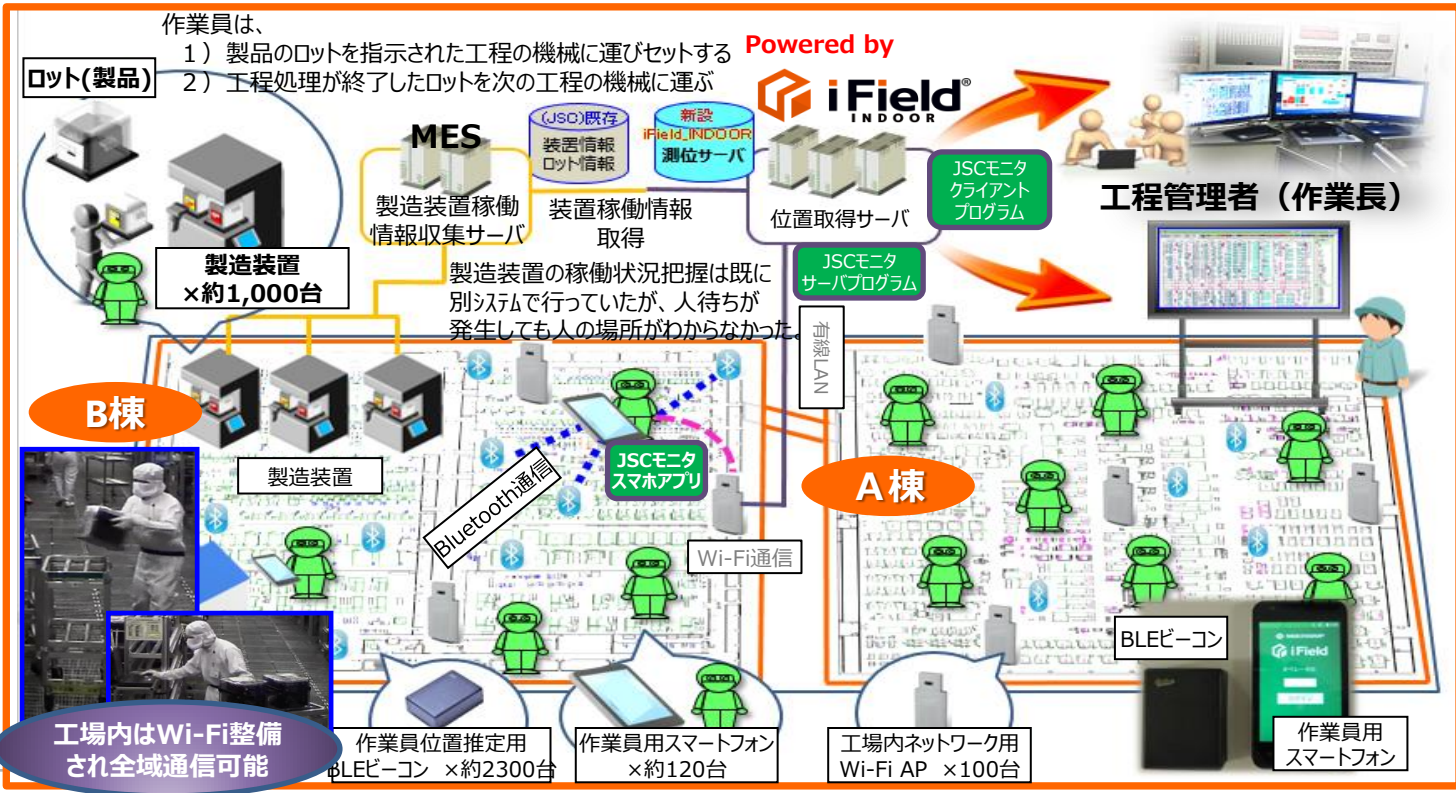 作業員は、
1）製品のロットを指示された工程の機械に運びセットする
2）工程処理が終了したロットを次の工程の機械に運ぶ
Powered by
iField®
INDOOR
ロット(製品)
製造装置
×約1,000台
MES
製造装置稼働
情報収集サーバ
(JSC)既存
装置情報
ロット情報
新設
iField_INDOOR
測位サーバ
装置稼働情報
取得
位置取得サーバ
JSCモニタ
クライアント
プログラム
JSCモニタ
サーバプログラム
工程管理者（作業長）
製造装置の稼働状況把握は既に
別システムで行っていたが、人待ちが
発生しても人の場所がわからなかった。
有線LAN
B棟
製造装置
Bluetooth通信
JSCモニタ
スマホアプリ
Wi-Fi通信
A棟
BLEビーコン
iField
作業員用
スマートフォン
工場内はWi-Fi整備
され全域通信可能
作業員位置推定用
BLEビーコン ×約2300台
作業員用スマートフォン
×約120台
工場内ネットワーク用
Wi-Fi AP ×100台